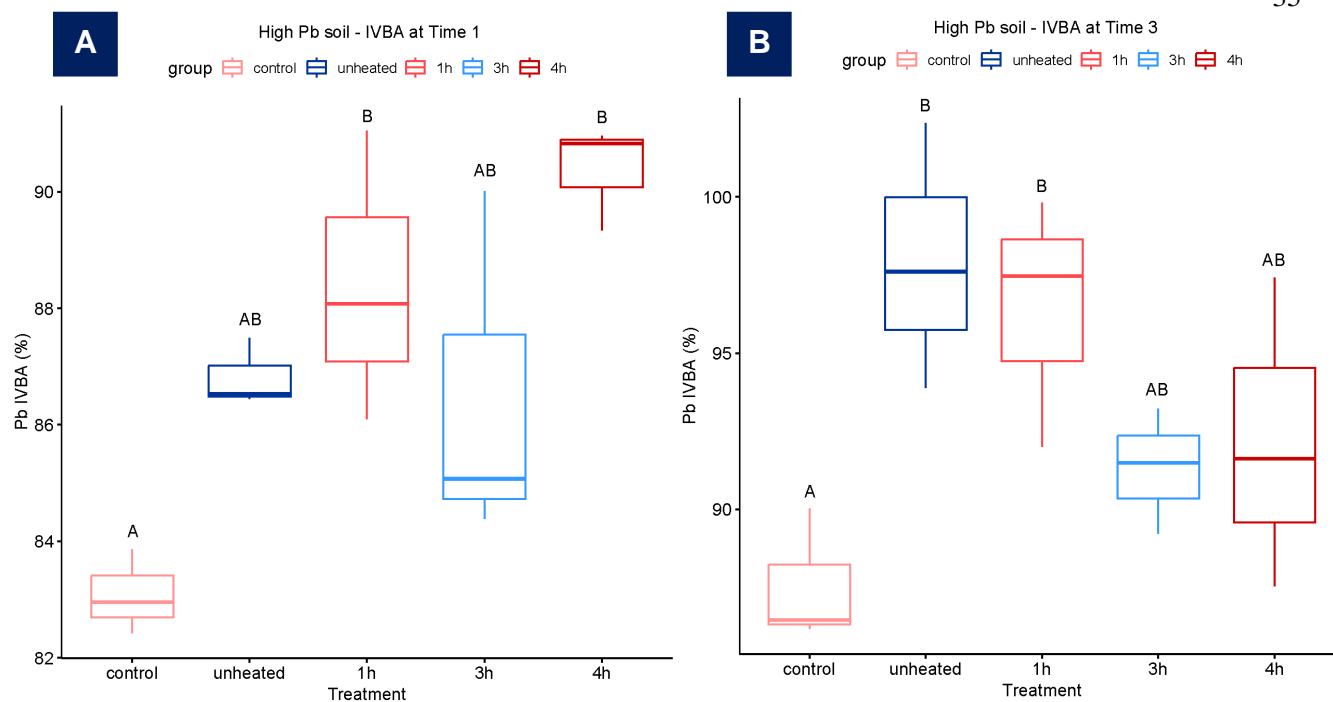 A
High Pb soil - IVBA at Time 1
group control unheated 1h 3h 4h
Pb IVBA (%)
90
88
86
84
82
A
AB
B
AB
B
control unheated 1h 3h 4h
Treatment
B
High Pb soil - IVBA at Time 3
group control unheated 1h 3h 4h
Pb IVBA (%)
100
95
90
A
B
B
AB
AB
control unheated 1h 3h 4h
Treatment